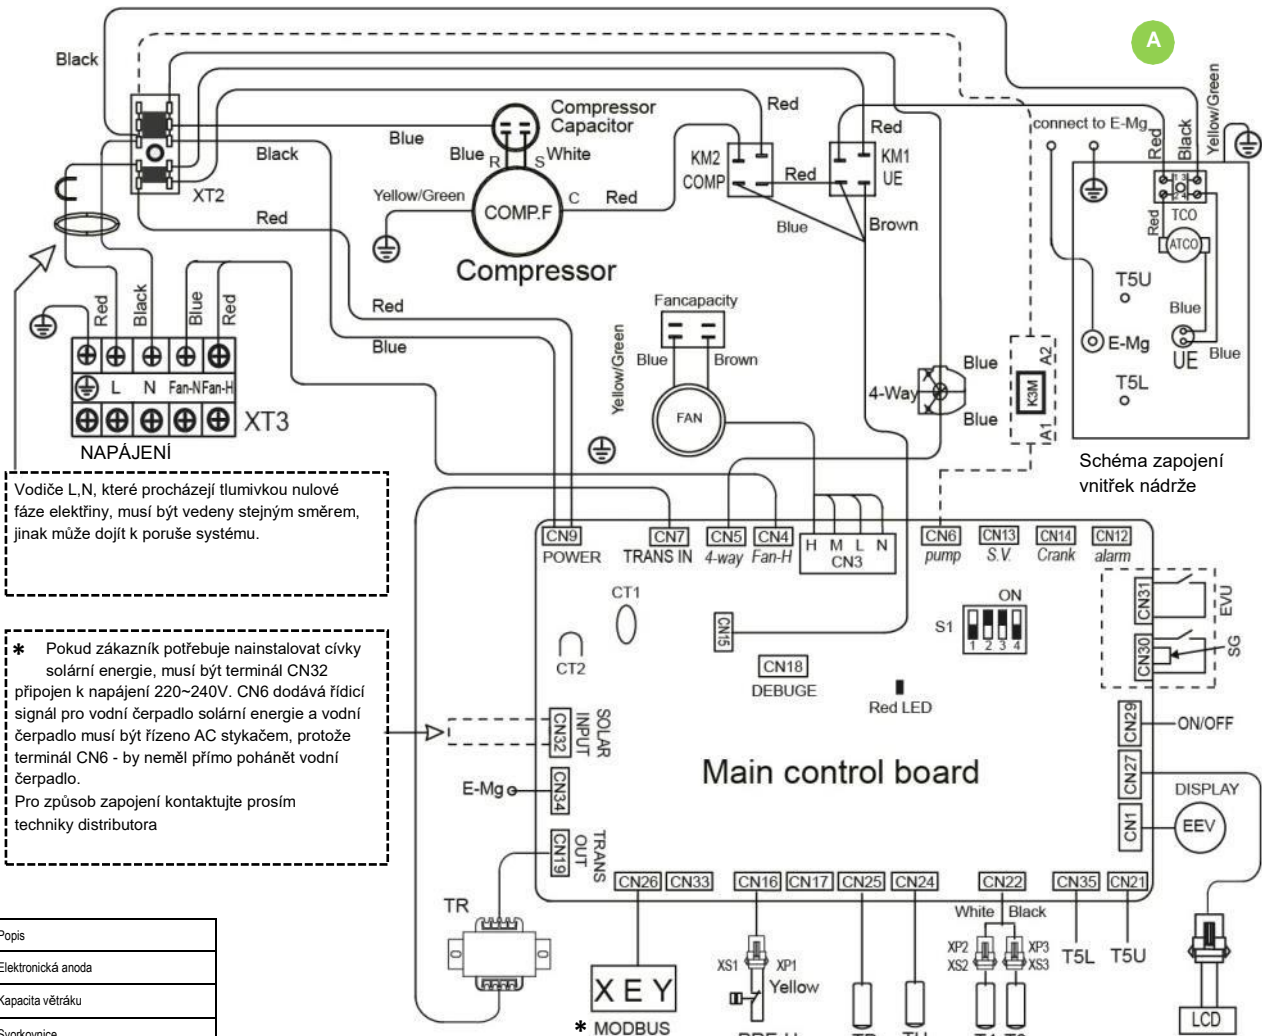 A
Black
XT2
Blue
Black
Red
Compressor
Capacitor
Blue
R
S
White
Yellow/Green
COMP.F
C
Red
Compressor
Red
KM2
COMP
Red
Blue
Red
KM1
UE
Brown
connect to E-Mg
Red
Black
Yellow/Green
1 3
2 4
TCO
Red
ATCO
T5U
Blue
E-Mg
UE
Blue
T5L
Schéma zapojení
vnitřek nádrže
Red
Black
Blue
Red
L
N
Fan-N
Fan-H
XT3
NAPÁJENÍ
Red
Blue
Fancapacity
Yellow/Green
Blue
Brown
FAN
4-Way
Blue
Blue
A2
K3M
A1
Vodiče L,N, které procházejí tlumivkou nulové
fáze elektřiny, musí být vedeny stejným směrem,
jinak může dojít k poruše systému.
* Pokud zákazník potřebuje nainstalovat cívky
solární energie, musí být terminál CN32
připojen k napájení 220~240V. CN6 dodává řídicí
signál pro vodní čerpadlo solární energie a vodní
čerpadlo musí být řízeno AC stykačem, protože
terminál CN6 - by neměl přímo pohánět vodní
čerpadlo.
Pro způsob zapojení kontaktujte prosím
techniky distributora
CN9
POWER
CN7
TRANS IN
CN5
4-way
CN4
Fan-H
H M L N
CN3
CN6
pump
CN13
S.V.
CN14
Crank
CN12
alarm
CT1
CT2
CN15
CN18
DEBUGE
S1
ON
1 2 3 4
Red LED
CN31
EVU
CN30
SG
CN29
ON/OFF
CN27
DISPLAY
CN1
EEV
CN32
SOLAR
INPUT
E-Mg
CN34
CN19
TRANS
OUT
Main control board
CN26
CN33
CN16
CN17
CN25
CN24
CN22
CN35
CN21
TR
White
Black
XS1
XP1
Yellow
XP2
XS2
XP3
XS3
T5L
T5U
X E Y
* MODBUS
LCD
Popis
Elektronická anoda
Kapacita větráku
Svorkovnice